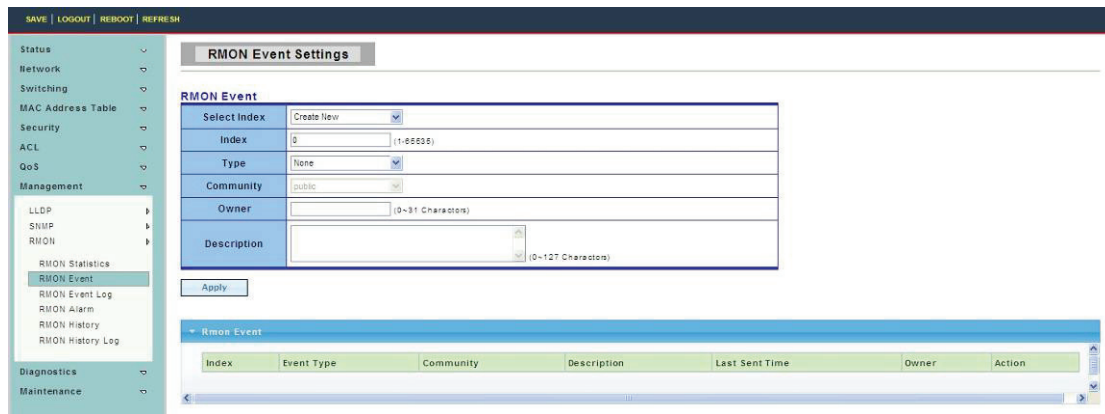 SAVE | LOGOUT | REBOOT | REFRESH
Status
Network
Switching
MAC Address Table
Security
ACL
QoS
Management
LLDP
SNMP
RMON
RMON Statistics
RMON Event
RMON Event Log
RMON Alarm
RMON History
RMON History Log
Diagnostics
Maintenance
RMON Event Settings
RMON Event
Select Index Create New
Index 0 (1-65535)
Type None
Community public
Owner (0~31 Charactors)
Description (0~127 Charactors)
Apply
Rmon Event
Index Event Type Community Description Last Sent Time Owner Action